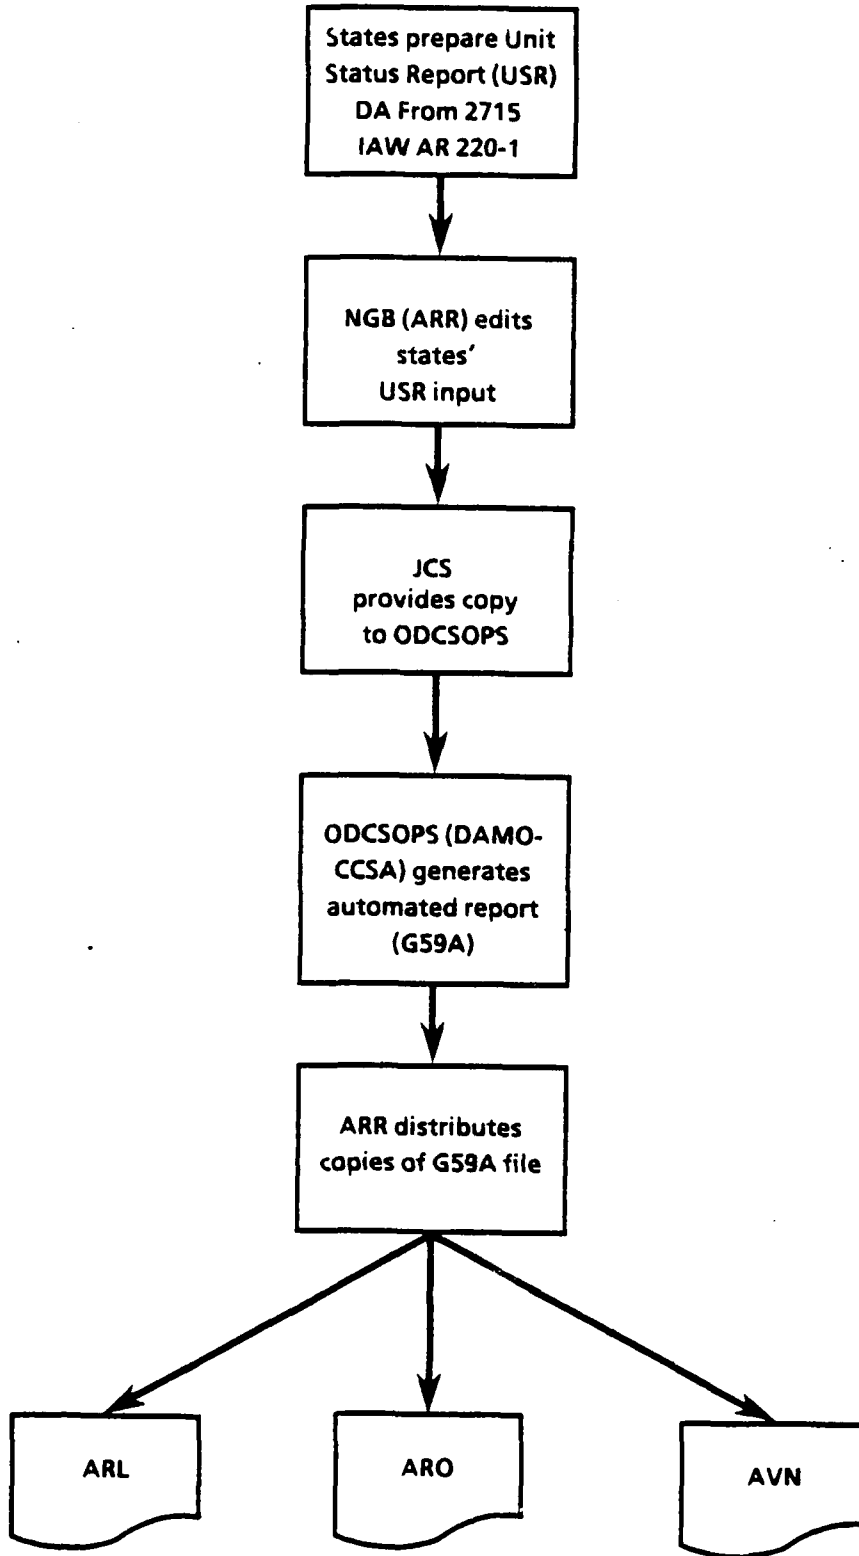 States prepare Unit
Status Report (USR)
DA From 2715
IAW AR 220-1
NGB (ARR) edits
states'
USR input
JCS
provides copy
to ODCSOPS
ODCSOPS (DAMO-
CCSA) generates
automated report
(G59A)
ARR distributes
copies of G59A file
ARL
ARO
AVN